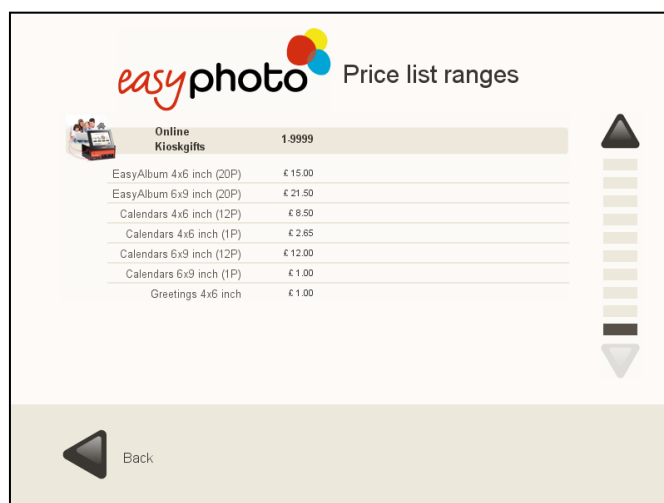 easyphoto Price list ranges
Online
Kioskgifts
1-9999
EasyAlbum 4x6 inch (20P) £ 15.00
EasyAlbum 6x9 inch (20P) £ 21.50
Calendars 4x6 inch (12P) £ 8.50
Calendars 4x6 inch (1P) £ 2.65
Calendars 6x9 inch (12P) £ 12.00
Calendars 6x9 inch (1P) £ 1.00
Greetings 4x6 inch £ 1.00
Back